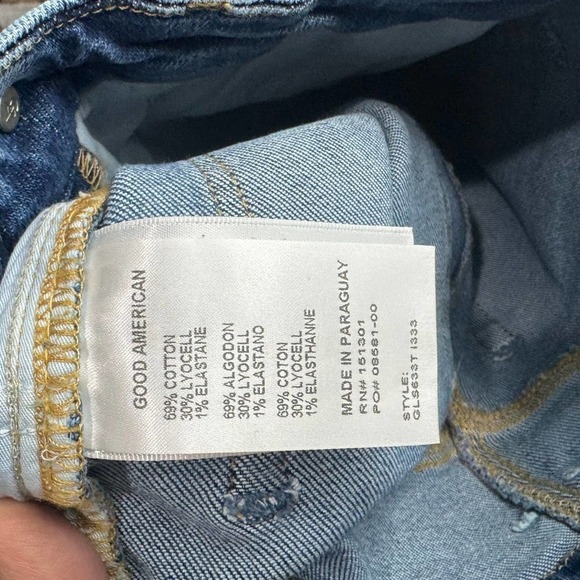 GOOD AMERICAN
69% COTTON
30% LYOCELL
1% ELASTANE
69% ALGODON
30% LYOCELL
1% ELASTANO
69% COTON
30% LYOCELL
1% ELASTHANNE
MADE IN PARAGUAY
RN# 151301
PO# 08581-00
STYLE:
GLS633T I333